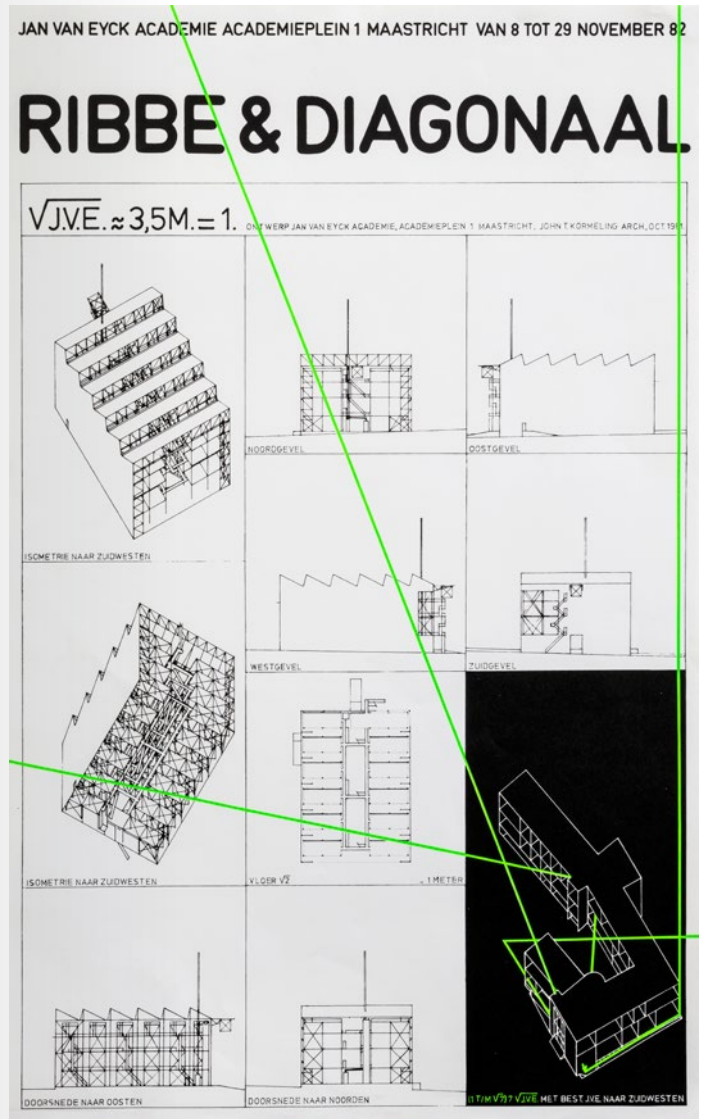 JAN VAN EYCK ACADEMIE ACADEMIEPLEIN 1 MAASTRICHT VAN 8 TOT 29 NOVEMBER 82
RIBBE & DIAGONAAL
√J.V.E. ≈ 3,5M. = 1.
ONTWERP JAN VAN EYCK ACADEMIE, ACADEMIEPLEIN 1 MAASTRICHT. JOHN T. KORMELING ARCH, OCT. 1981
NOORDGEVEL
OOSTGEVEL
ISOMETRIE NAAR ZUIDWESTEN
WESTGEVEL
ZUIDGEVEL
ISOMETRIE NAAR ZUIDWESTEN
VLOER
1 METER
DOORSNEDE NAAR OOSTEN
DOORSNEDE NAAR NOORDEN
MET BEST. J.V.E. NAAR ZUIDWESTEN